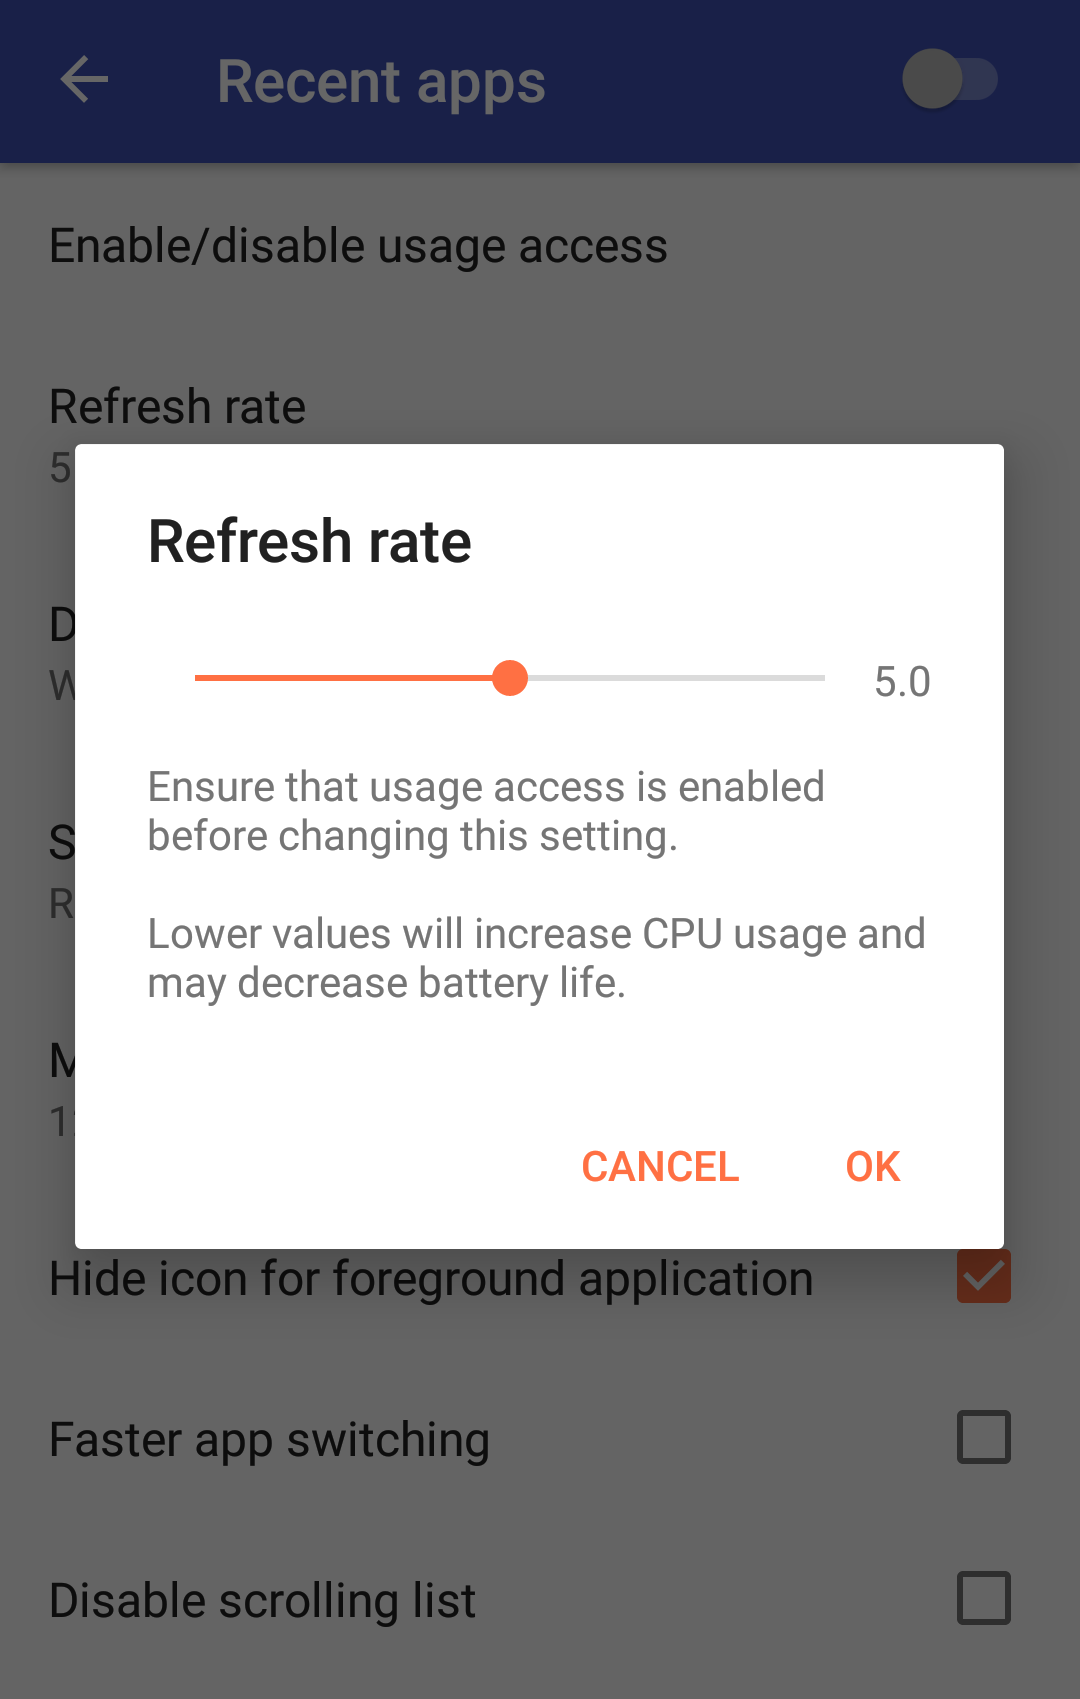 Recent apps
Enable/disable usage access
Refresh rate
5
Refresh rate
5.0
Ensure that usage access is enabled
before changing this setting.
Lower values will increase CPU usage and
may decrease battery life.
CANCEL OK
Hide icon for foreground application
Faster app switching
Disable scrolling list